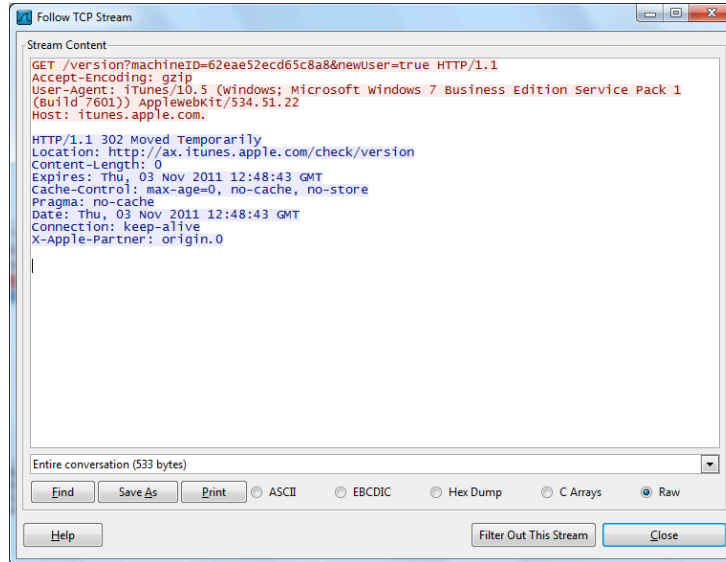 Follow TCP Stream
Stream Content
GET /version?machineID=62eae52ecd65c8a8&newUser=true HTTP/1.1
Accept-Encoding: gzip
User-Agent: iTunes/10.5 (Windows; Microsoft Windows 7 Business Edition Service Pack 1
(Build 7601)) AppleWebKit/534.51.22
Host: itunes.apple.com.
HTTP/1.1 302 Moved Temporarily
Location: http://ax.itunes.apple.com/check/version
Content-Length: 0
Expires: Thu, 03 Nov 2011 12:48:43 GMT
Cache-Control: max-age=0, no-cache, no-store
Pragma: no-cache
Date: Thu, 03 Nov 2011 12:48:43 GMT
Connection: keep-alive
X-Apple-Partner: origin.0
Entire conversation (533 bytes)
Find Save As Print ASCII EBCDIC Hex Dump C Arrays Raw
Help Filter Out This Stream Close